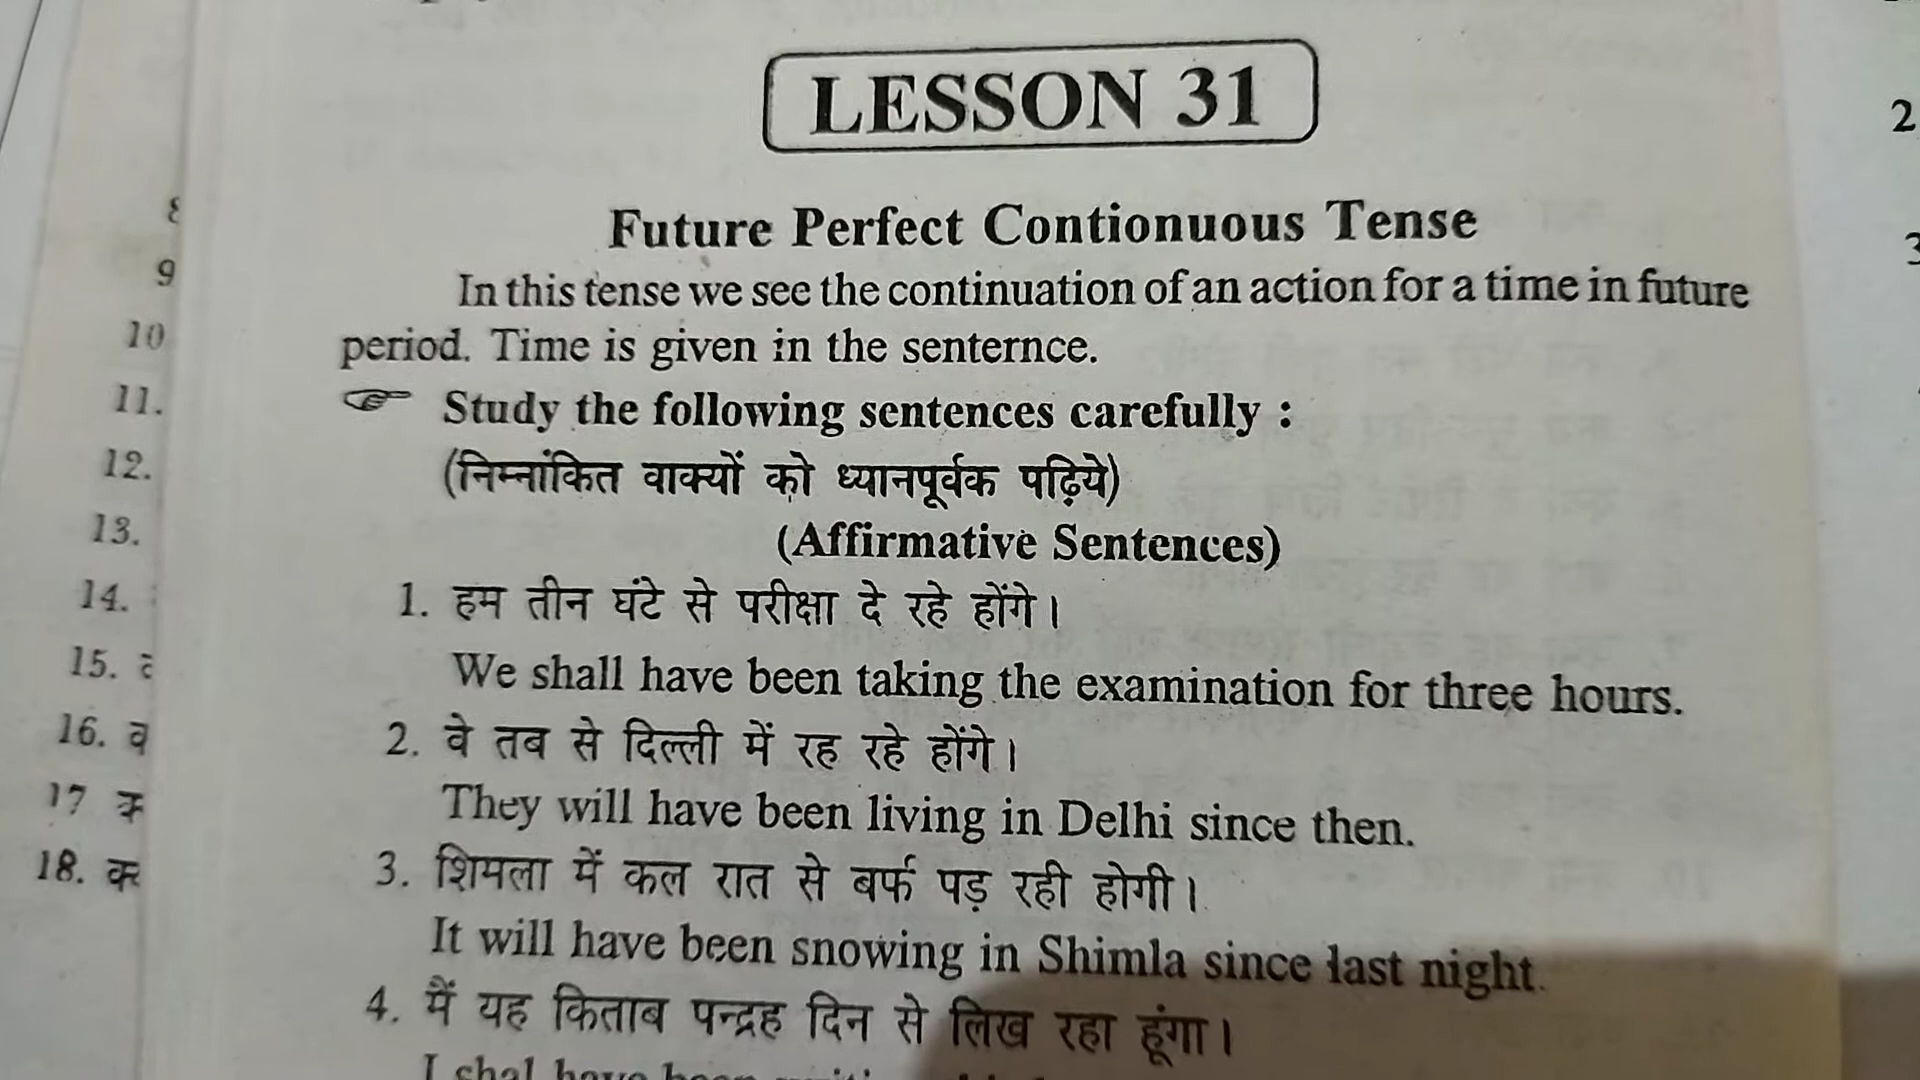 LESSON 31
Future Perfect Contionuous Tense
In this tense we see the continuation of an action for a time in future
period. Time is given in the senternce.
Study the following sentences carefully :
(निम्नांकित वाक्यों को ध्यानपूर्वक पढ़िये)
(Affirmative Sentences)
1. हम तीन घंटे से परीक्षा दे रहे होंगे।
We shall have been taking the examination for three hours.
2. वे तब से दिल्ली में रह रहे होंगे।
They will have been living in Delhi since then.
3. शिमला में कल रात से बर्फ पड़ रही होगी।
It will have been snowing in Shimla since last night.
4. मैं यह किताब पन्द्रह दिन से लिख रहा हूंगा।
I shal have been
9
10
11.
12.
13.
14.
15.
16. व
17 क
18. क
2
3